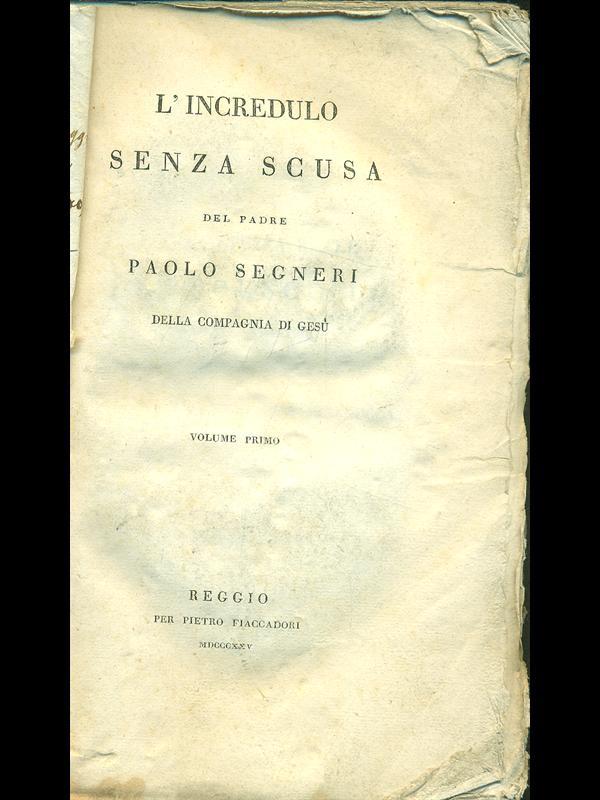 L'INCREDULO
SENZA SCUSA
DEL PADRE
PAOLO SEGNERI
DELLA COMPAGNIA DI GESÙ
VOLUME PRIMO
REGGIO
PER PIETRO FIACCADORI
MDCCCXXV